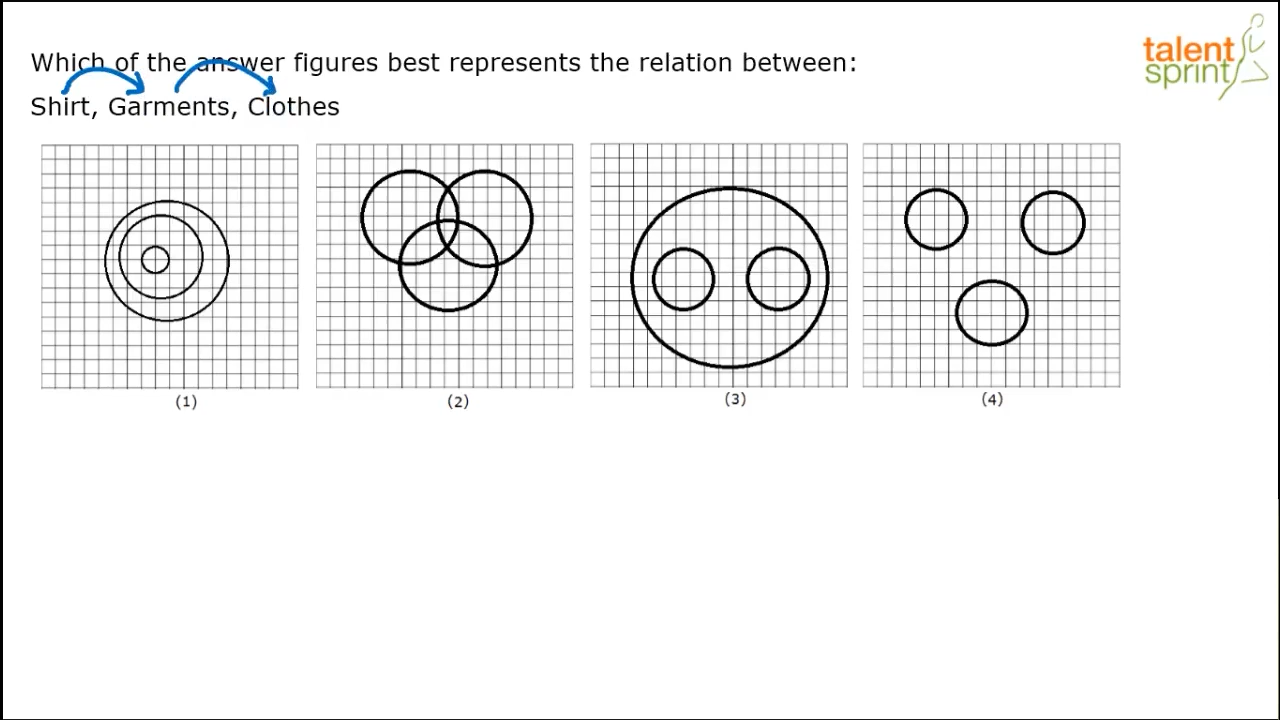 Which of the answer figures best represents the relation between:
talent
sprint
Shirt, Garments, Clothes
(1)
(2)
(3)
(4)